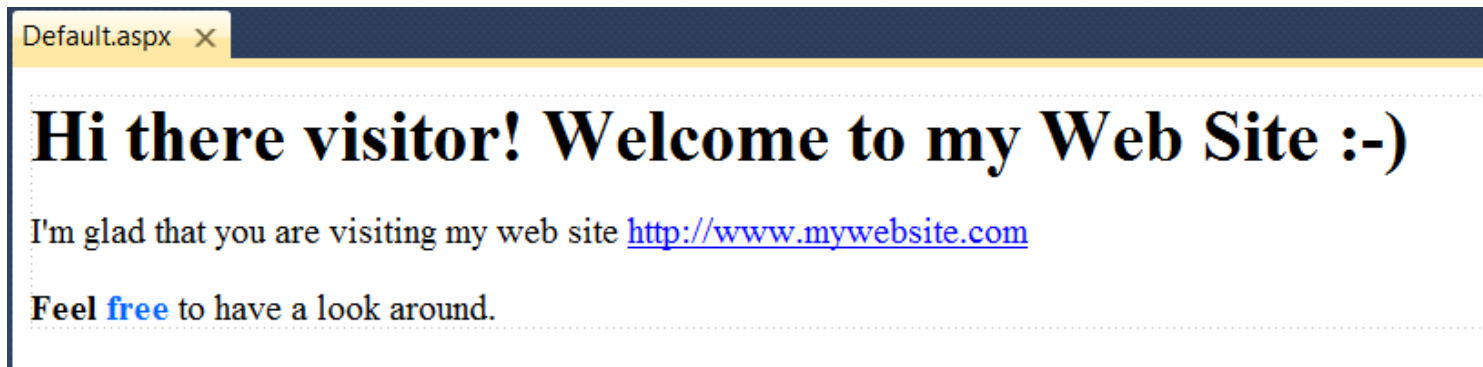 Default.aspx
Hi there visitor! Welcome to my Web Site :-)
I'm glad that you are visiting my web site http://www.mywebsite.com
Feel free to have a look around.